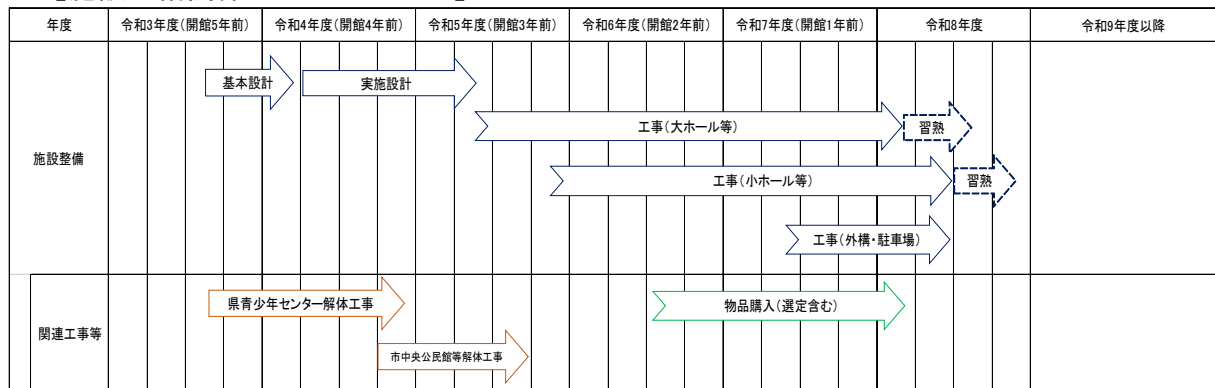 年度 令和3年度(開館5年前) 令和4年度(開館4年前) 令和5年度(開館3年前) 令和6年度(開館2年前) 令和7年度(開館1年前) 令和8年度 令和9年度以降
基本設計 実施設計
工事(大ホール等) 習熟
施設整備
工事(小ホール等) 習熟
工事(外構・駐車場)
県青少年センター解体工事 物品購入(選定含む)
関連工事等
市中央公民館等解体工事